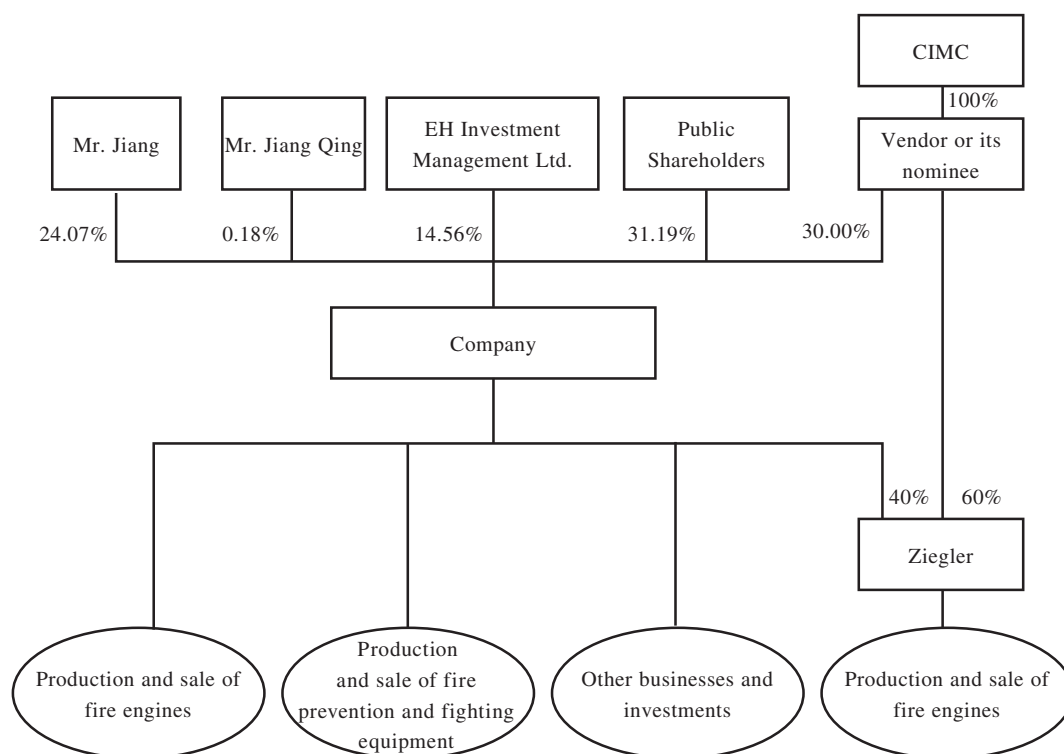 CIMC
100%
Mr. Jiang
Mr. Jiang Qing
EH Investment
Management Ltd.
Public
Shareholders
Vendor or its
nominee
24.07%
0.18%
14.56%
31.19%
30.00%
Company
40%
60%
Ziegler
Production and sale of
fire engines
Production
and sale of fire
prevention and fighting
equipment
Other businesses and
investments
Production and sale of
fire engines